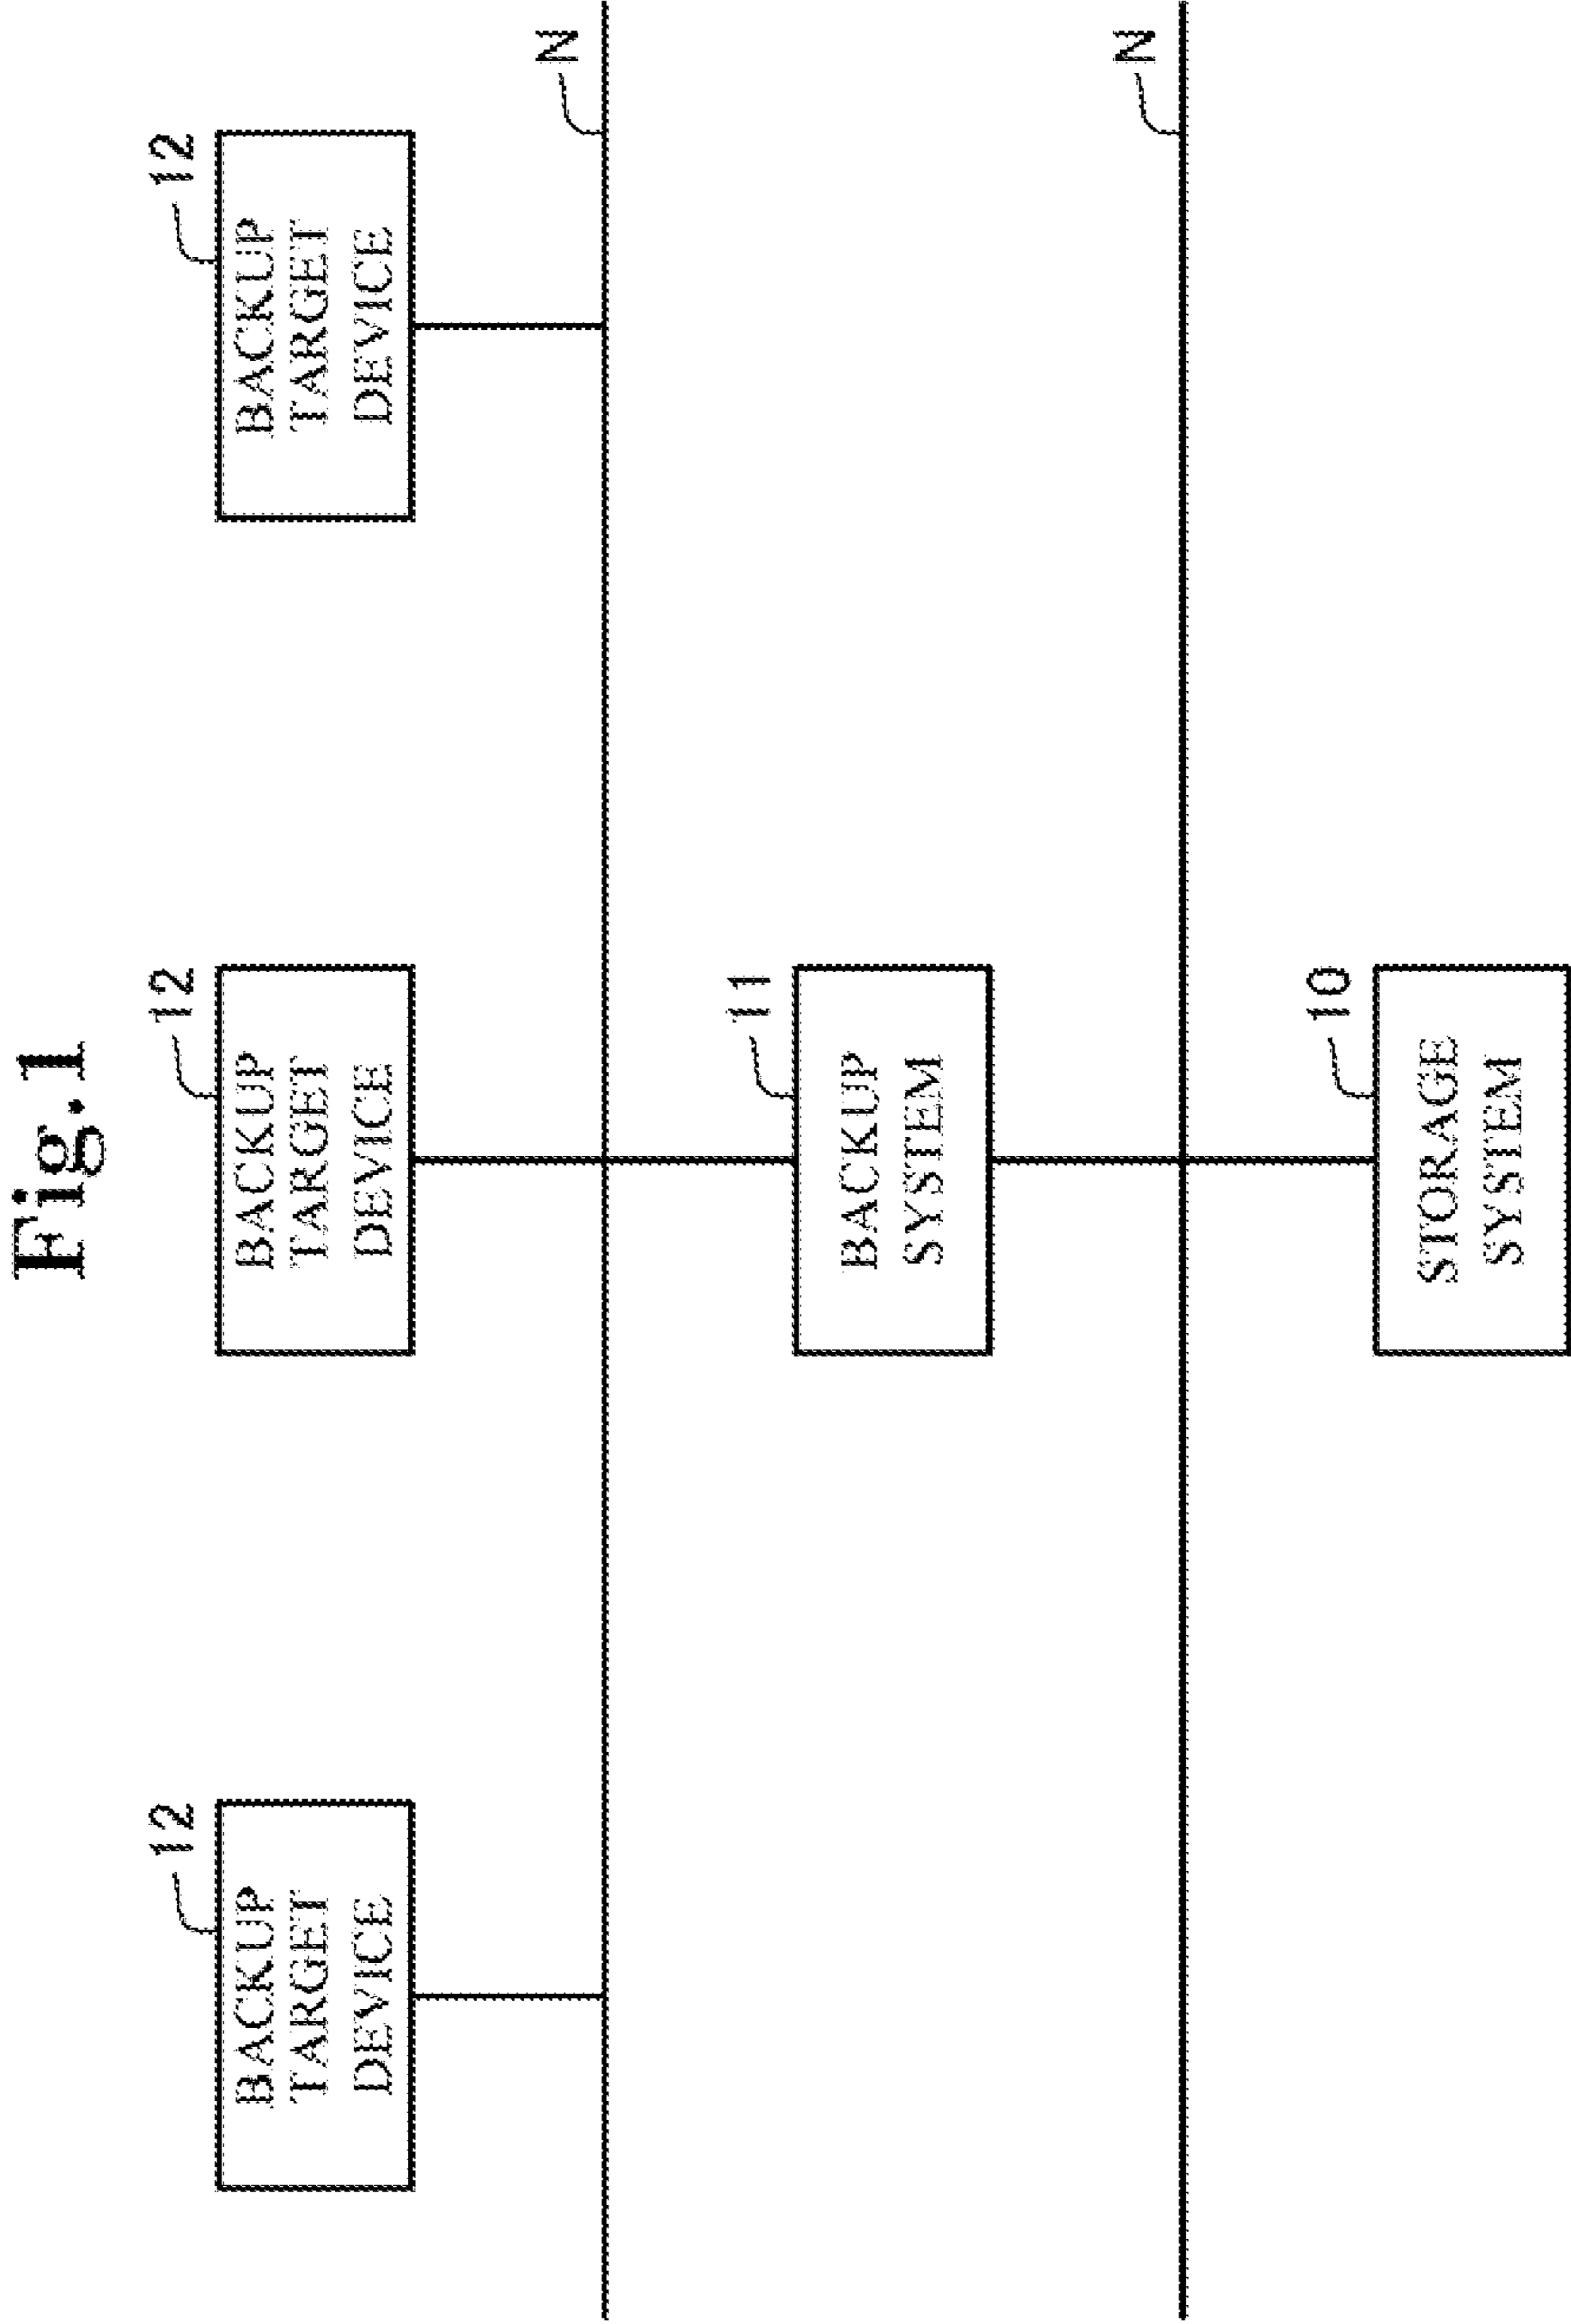 Fig.1
12
12
12
BACKUP
TARGET
DEVICE
BACKUP
TARGET
DEVICE
BACKUP
TARGET
DEVICE
N
11
BACKUP
SYSTEM
N
10
STORAGE
SYSTEM